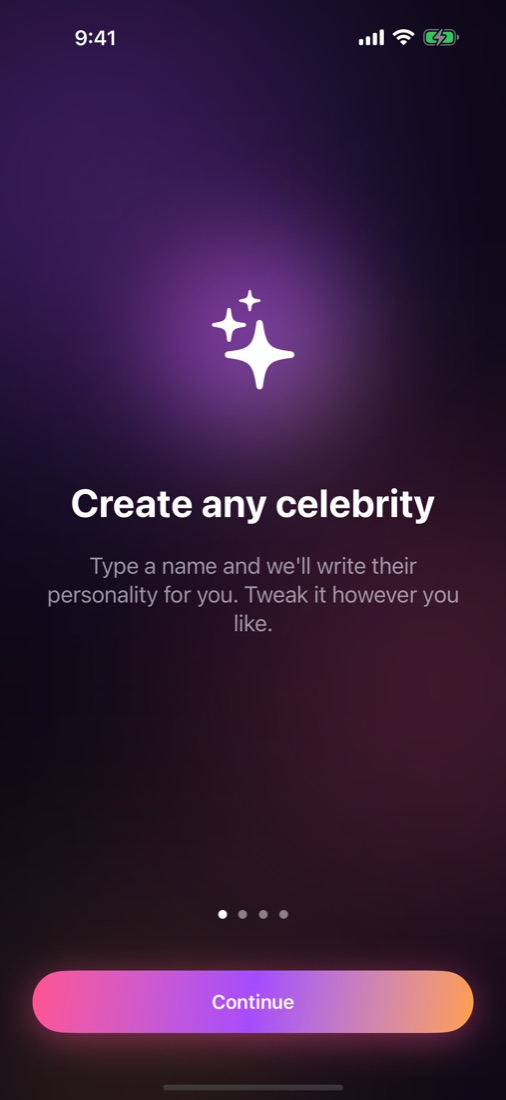 9:41
Create any celebrity
Type a name and we'll write their
personality for you. Tweak it however you
like.
Continue